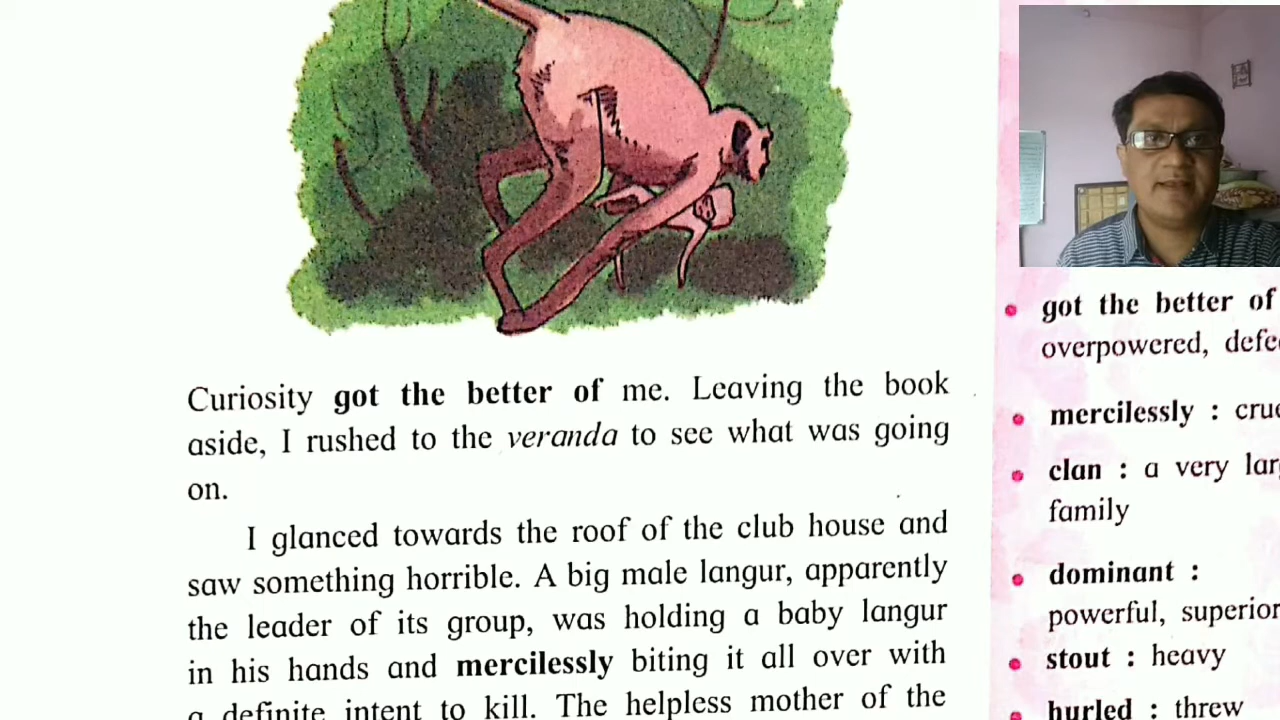 Curiosity got the better of me. Leaving the book
aside, I rushed to the veranda to see what was going
on.
I glanced towards the roof of the club house and
saw something horrible. A big male langur, apparently
the leader of its group, was holding a baby langur
in his hands and mercilessly biting it all over with
a definite intent to kill. The helpless mother of the
got the better of
overpowered,
mercilessly :
clan : a very
family
dominant :
powerful, superior
stout : heavy
hurled : threw